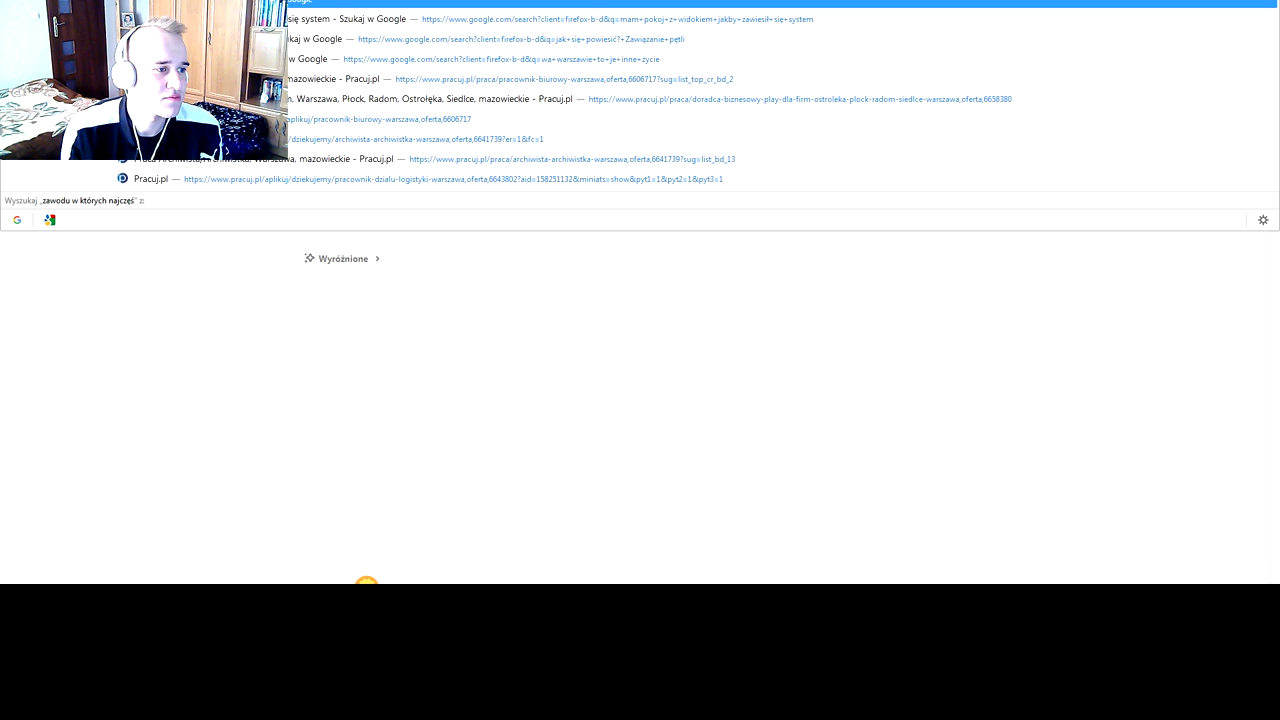 się system - Szukaj w Google — https://www.google.com/search?client=firefox-b-d&q=mam+pokoj+z+widokiem+jakby+zawiesił+się+system
kaj w Google — https://www.google.com/search?client=firefox-b-d&q=jak+się+powiesić?+Zawiązanie+pętli
w Google — https://www.google.com/search?client=firefox-b-d&q=wa+warszawie+to+je+inne+zycie
mazowieckie - Pracuj.pl — https://www.pracuj.pl/praca/pracownik-biurowy-warszawa,oferta,6606717?sug=list_top_cr_bd_2
n, Warszawa, Płock, Radom, Ostrołęka, Siedlce, mazowieckie - Pracuj.pl — https://www.pracuj.pl/praca/doradca-biznesowy-play-dla-firm-ostroleka-plock-radom-siedlce-warszawa,oferta,6658380
aplikuj/pracownik-biurowy-warszawa,oferta,6606717
/dziekujemy/archiwista-archiwistka-warszawa,oferta,6641739?er=1&fc=1
Praca Archiwista/Archiwistka, Warszawa, mazowieckie - Pracuj.pl — https://www.pracuj.pl/praca/archiwista-archiwistka-warszawa,oferta,6641739?sug=list_bd_13
Pracuj.pl — https://www.pracuj.pl/aplikuj/dziekujemy/pracownik-dzialu-logistyki-warszawa,oferta,6643802?aid=158251132&miniats=show&pyt1=1&pyt2=1&pyt3=1
Wyszukaj „zawodu w których najczęś" z:
Wyróżnione